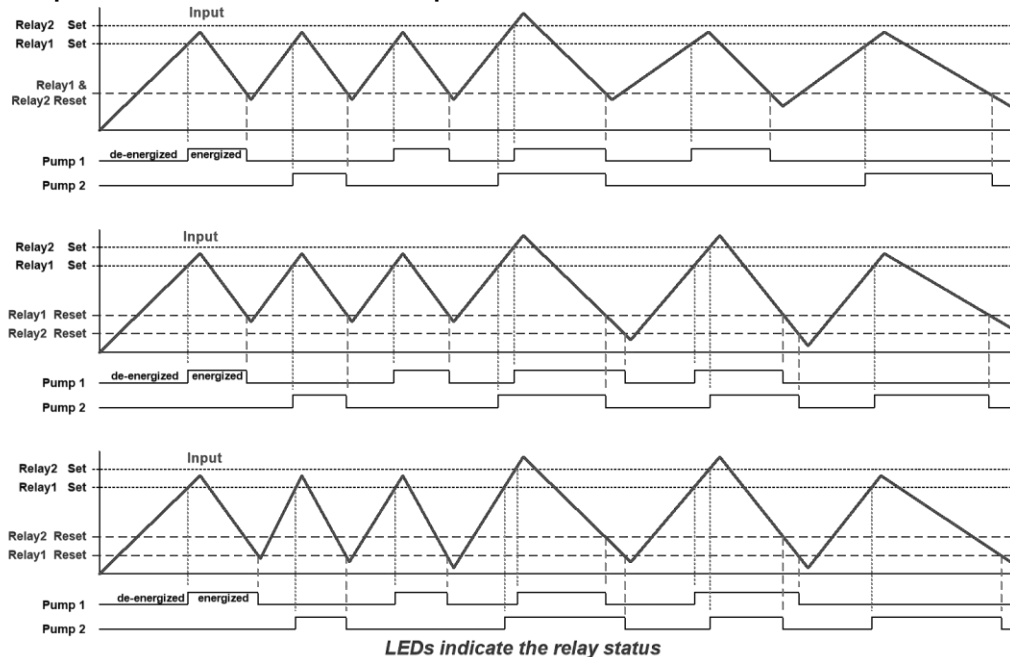 Input
Relay2 Set
Relay1 Set
Relay1 &
Relay2 Reset
de-energized energized
Pump 1
Pump 2
Input
Relay2 Set
Relay1 Set
Relay1 Reset
Relay2 Reset
de-energized energized
Pump 1
Pump 2
Input
Relay2 Set
Relay1 Set
Relay2 Reset
Relay1 Reset
de-energized energized
Pump 1
Pump 2
LEDs indicate the relay status